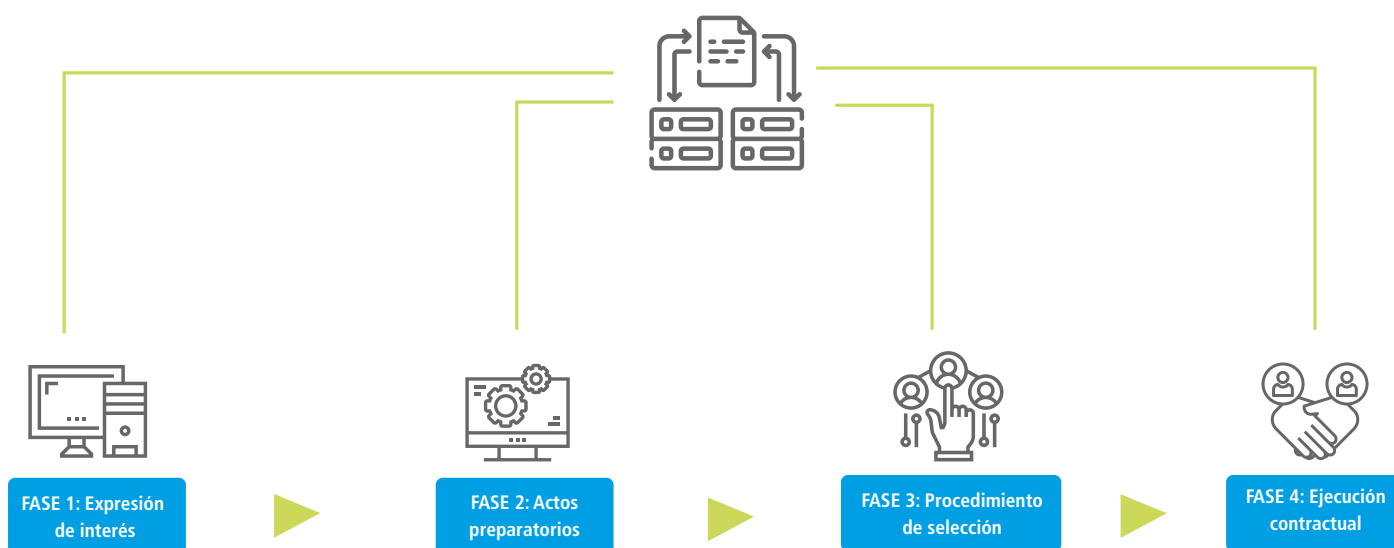 FASE 1: Expresión
de interés
FASE 2: Actos
preparatorios
FASE 3: Procedimiento
de selección
FASE 4: Ejecución
contractual